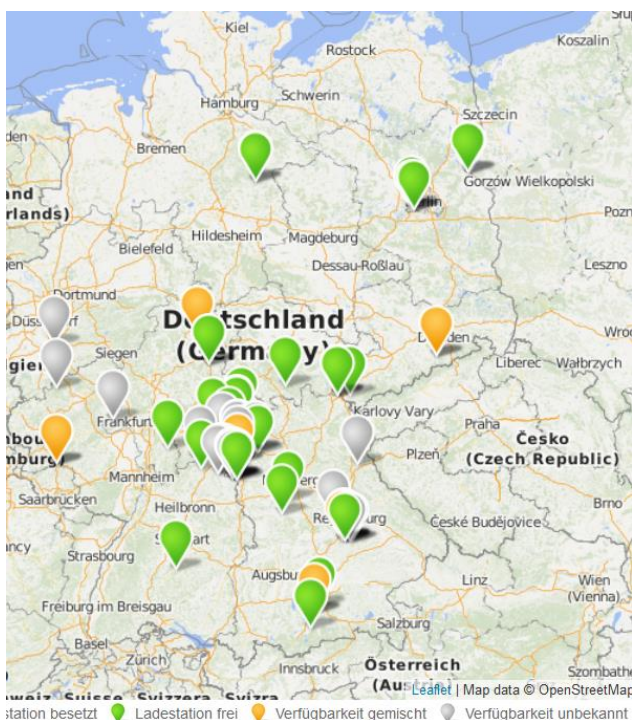 Kiel
Rostock
Koszalin
Schwerin
Hamburg
Szczecin
Bremen
Gorzów Wielkopolski
Hildesheim
Magdeburg
Bielefeld
Dessau-Roßlau
Leszno
Dortmund
Deutschland
(Germany)
Siegen
Liberec
Wałbrzych
Karlovy Vary
Praha
Plzeň
Česko
(Czech Republic)
Mannheim
Saarbrücken
Heilbronn
Brno
České Budějovice
Strasbourg
Linz
Wien
(Vienna)
Freiburg im Breisgau
Salzburg
Basel
Zürich
Innsbruck
Österreich
Leaflet | Map data © OpenStreetMap
station besetzt Ladestation frei Verfügbarkeit gemischt Verfügbarkeit unbekannt